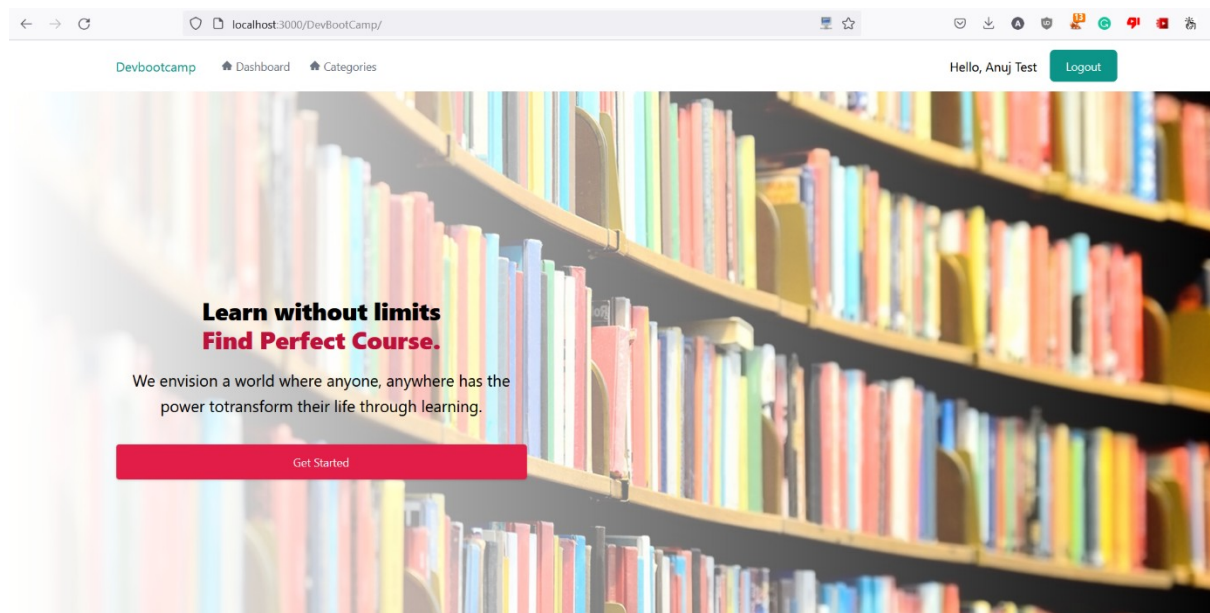 localhost:3000/DevBootCamp/
Devbootcamp Dashboard Categories Hello, Anuj Test Logout
Learn without limits
Find Perfect Course.
We envision a world where anyone, anywhere has the
power totransform their life through learning.
Get Started